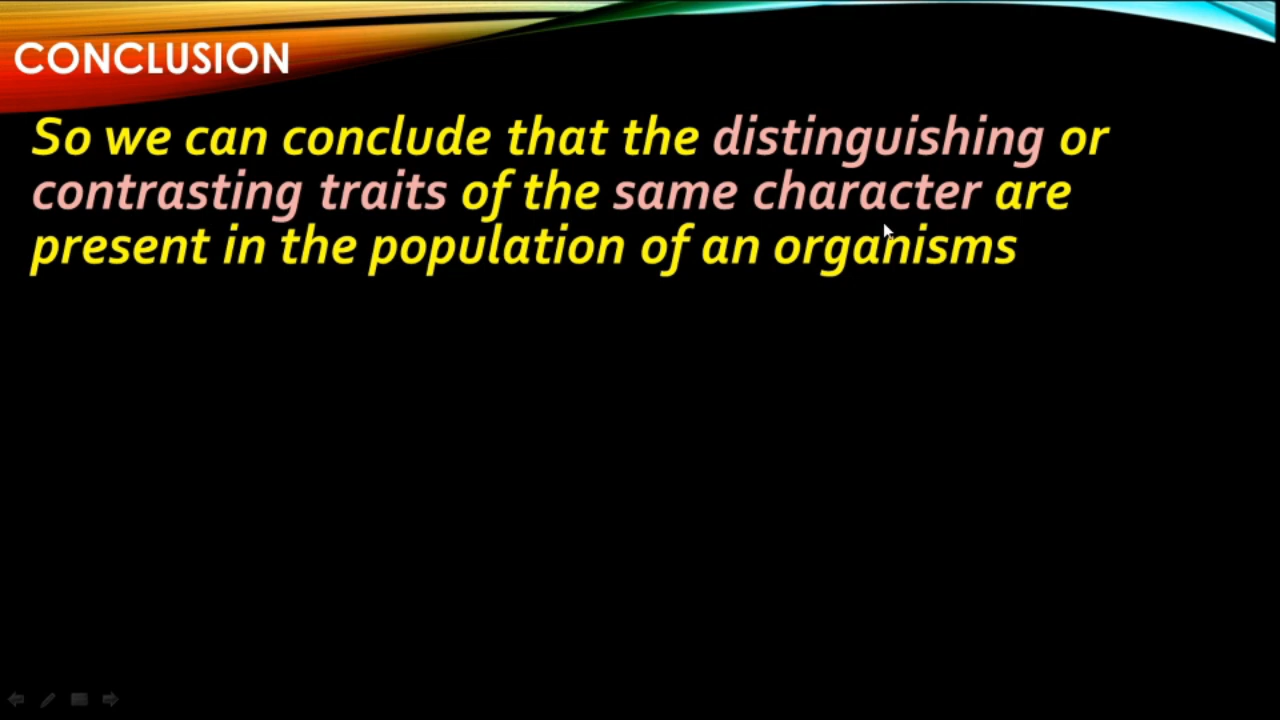 CONCLUSION
So we can conclude that the distinguishing or
contrasting traits of the same character are
present in the population of an organisms